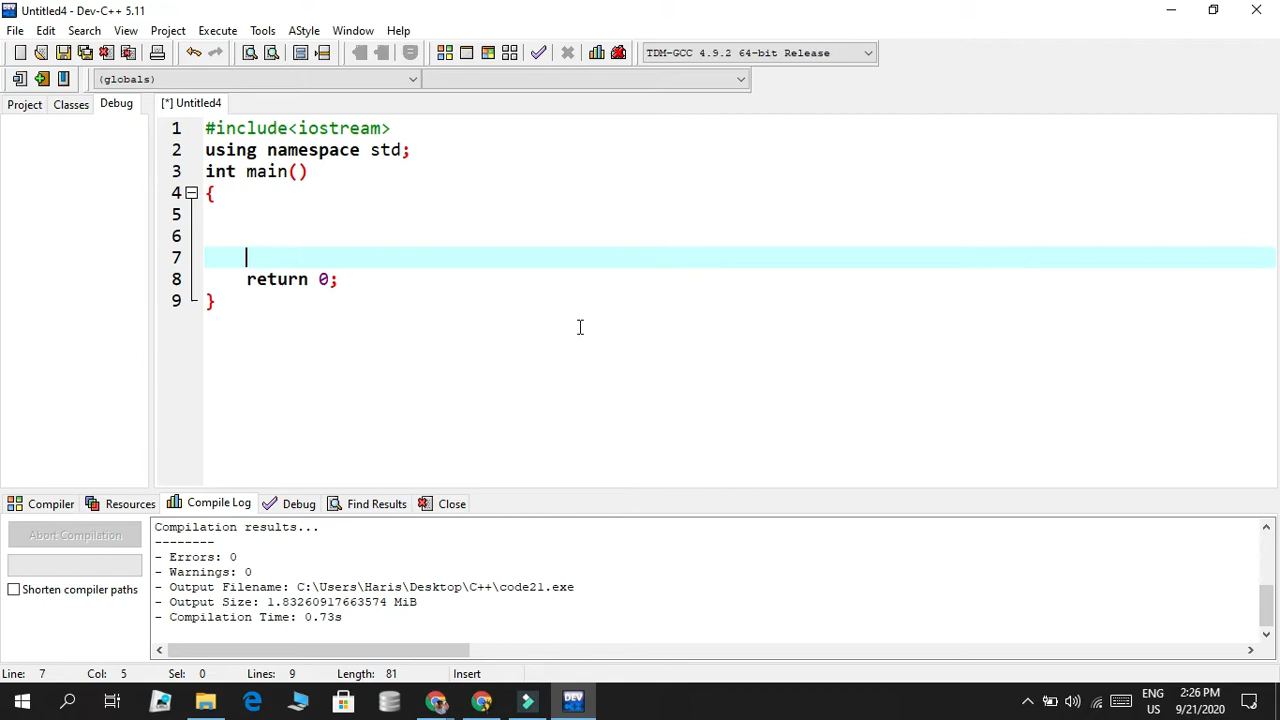 Untitled4 - Dev-C++ 5.11
File Edit Search View Project Execute Tools AStyle Window Help
TDM-GCC 4.9.2 64-bit Release
(globals)
Project Classes Debug [*] Untitled4
1 #include<iostream>
2 using namespace std;
3 int main()
4 {
5
6
7
8 return 0;
9 }
Compiler Resources Compile Log Debug Find Results Close
Abort Compilation
Shorten compiler paths
Compilation results...
--------
- Errors: 0
- Warnings: 0
- Output Filename: C:\Users\Haris\Desktop\C++\code21.exe
- Output Size: 1.83260917663574 MiB
- Compilation Time: 0.73s
Line: 7 Col: 5 Sel: 0 Lines: 9 Length: 81 Insert
DEV
ENG
US
2:26 PM
9/21/2020